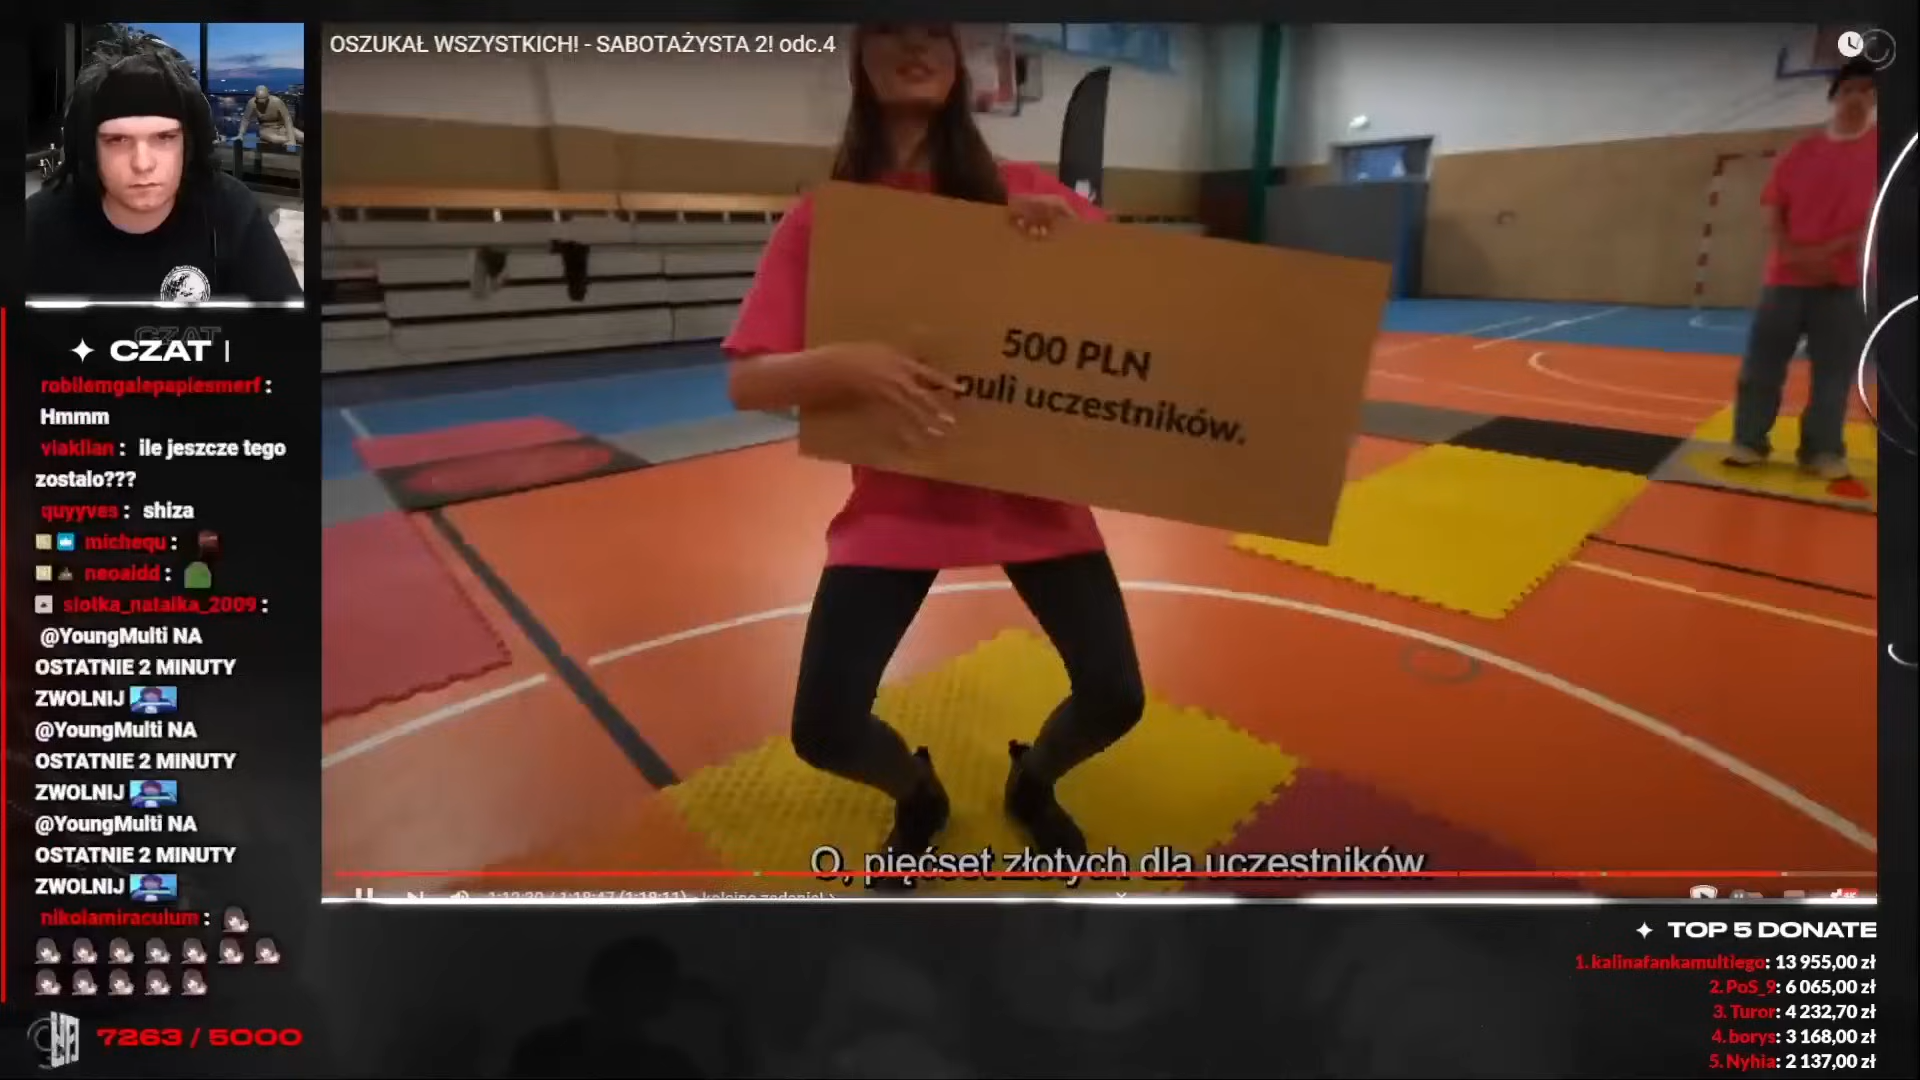 OSZUKAŁ WSZYSTKICH! - SABOTAŻYSTA 2! odc.4
500 PLN
puli uczestników.
O, pięćset złotych dla uczestników.
CZAT
robilemgalepapiesmerf:
Hmmm
viaklian: ile jeszcze tego
zostalo???
quyyves: shiza
michequ:
neoaidd:
slotka_natalka_2009:
@YoungMulti NA
OSTATNIE 2 MINUTY
ZWOLNIJ
@YoungMulti NA
OSTATNIE 2 MINUTY
ZWOLNIJ
@YoungMulti NA
OSTATNIE 2 MINUTY
ZWOLNIJ
nikolamiraculum:
7263 / 5000
TOP 5 DONATE
1. kalinafankamultiego: 13 955,00 zł
2. PoS_9: 6 065,00 zł
3. Turor: 4 232,70 zł
4. borys: 3 168,00 zł
5. Nyhia: 2 137,00 zł